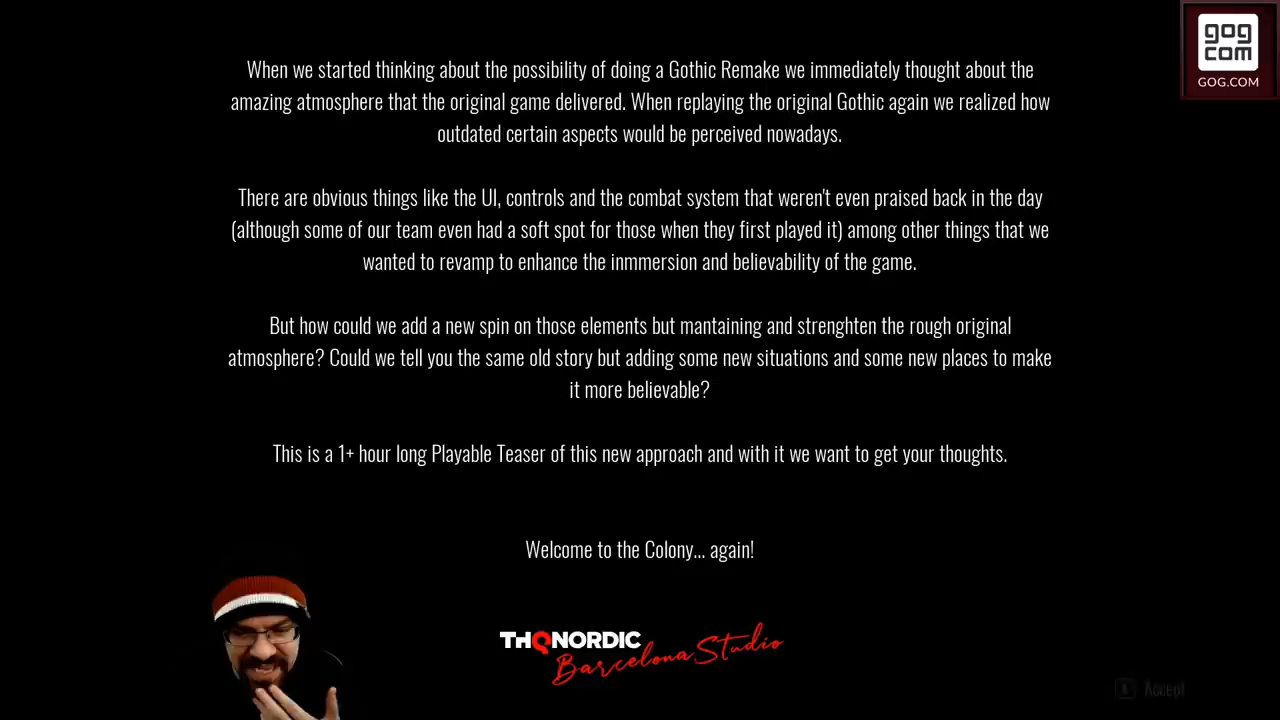 gog
com
GOG.COM
When we started thinking about the possibility of doing a Gothic Remake we immediately thought about the
amazing atmosphere that the original game delivered. When replaying the original Gothic again we realized how
outdated certain aspects would be perceived nowadays.
There are obvious things like the UI, controls and the combat system that weren't even praised back in the day
(although some of our team even had a soft spot for those when they first played it) among other things that we
wanted to revamp to enhance the inmmersion and believability of the game.
But how could we add a new spin on those elements but mantaining and strenghten the rough original
atmosphere? Could we tell you the same old story but adding some new situations and some new places to make
it more believable?
This is a 1+ hour long Playable Teaser of this new approach and with it we want to get your thoughts.
Welcome to the Colony... again!
THQNORDIC
Barcelona Studio
Accept